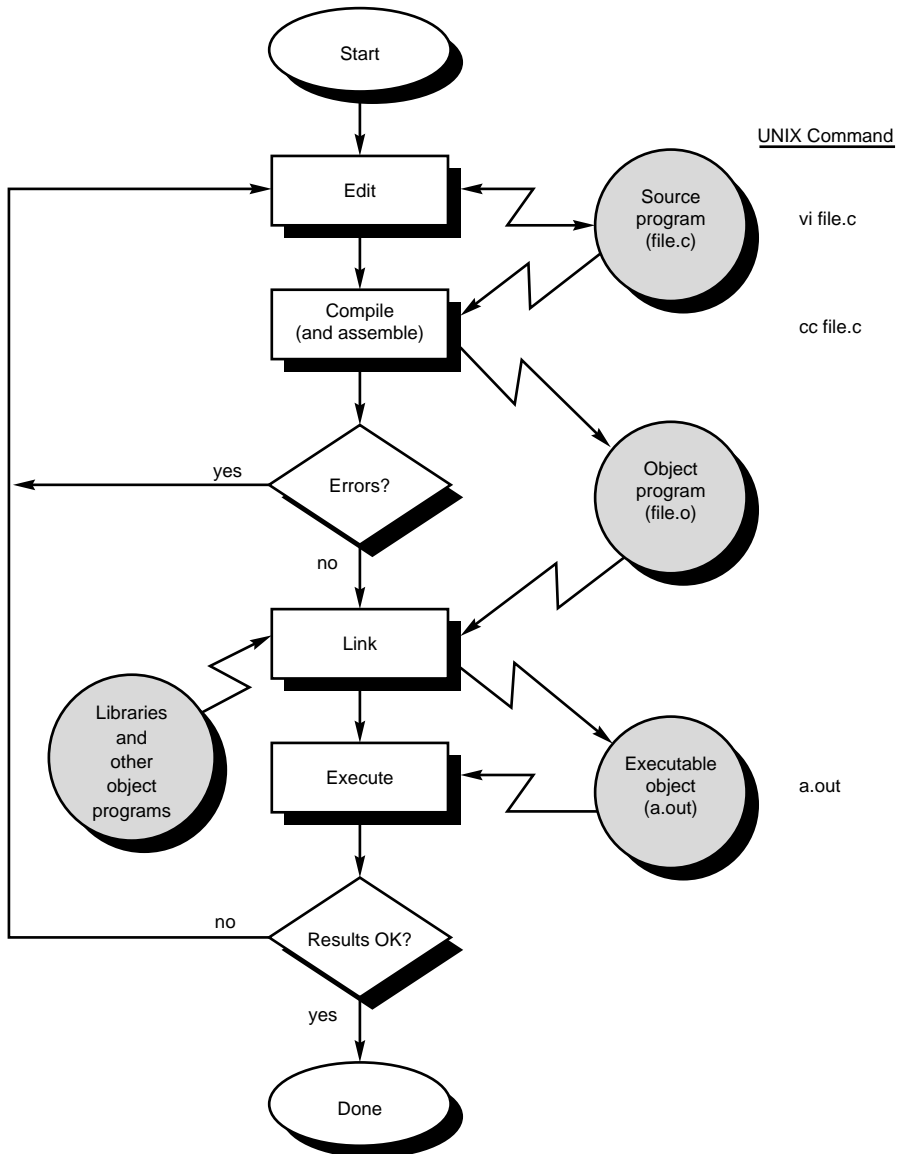 Start
UNIX Command
Edit
Source
program
(file.c)
vi file.c
Compile
(and assemble)
cc file.c
yes
Errors?
Object
program
(file.o)
no
Link
Libraries
and
other
object
programs
Execute
Executable
object
(a.out)
a.out
no
Results OK?
yes
Done